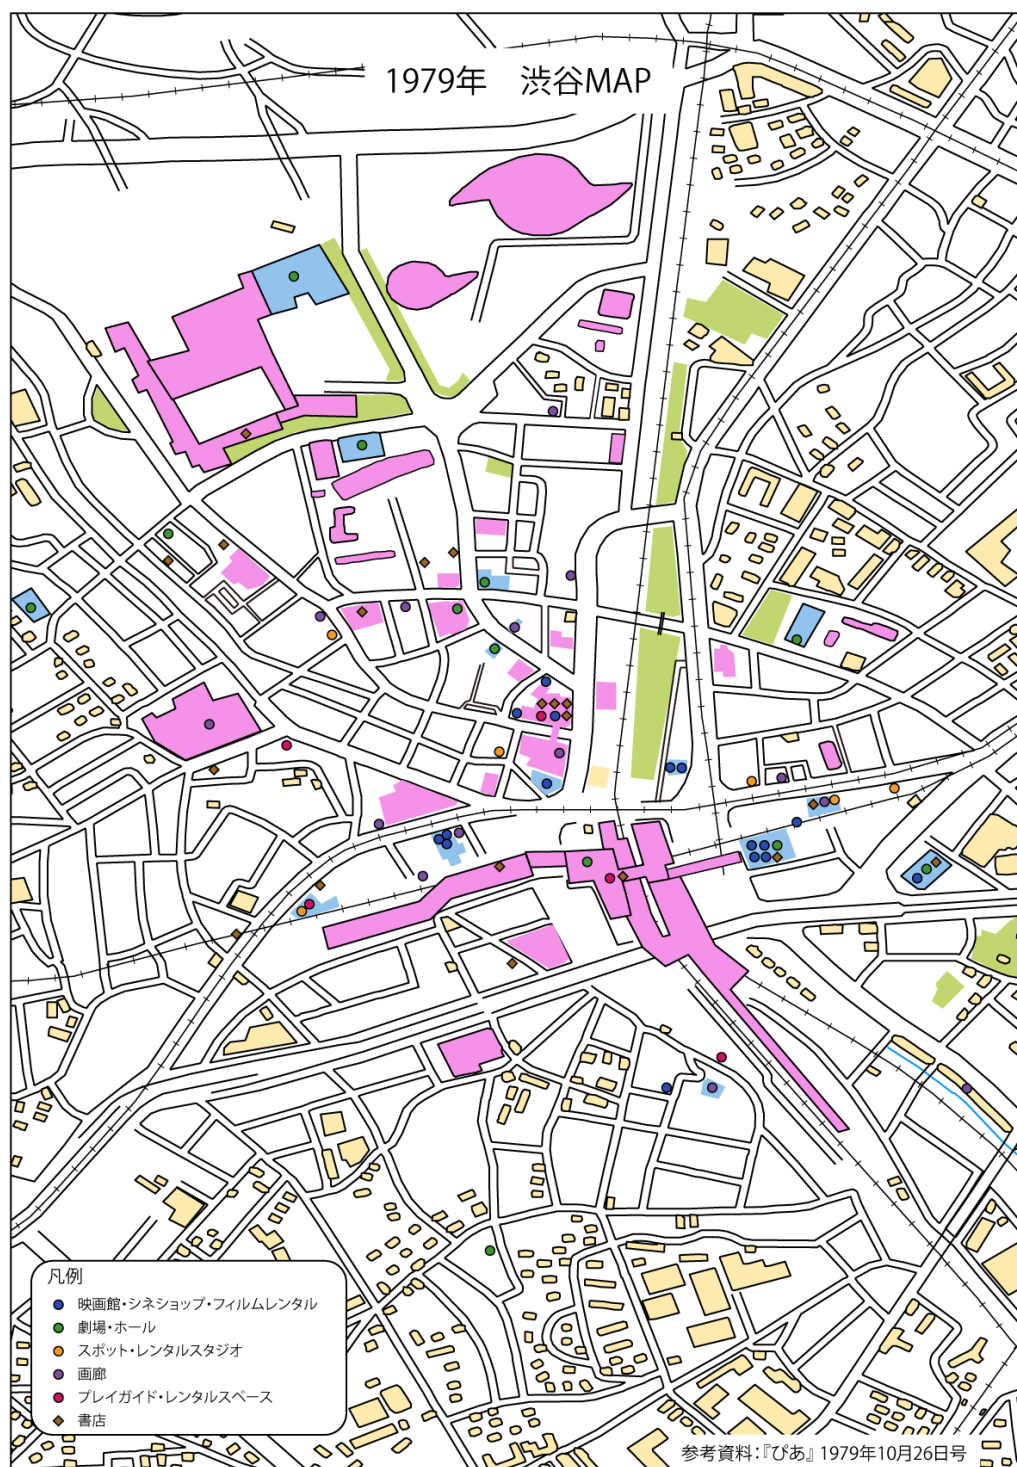 1979年　渋谷MAP
凡例
映画館・シネショップ・フィルムレンタル
劇場・ホール
スポット・レンタルスタジオ
画廊
プレイガイド・レンタルスペース
書店
参考資料：『ぴあ』 1979年10月26日号